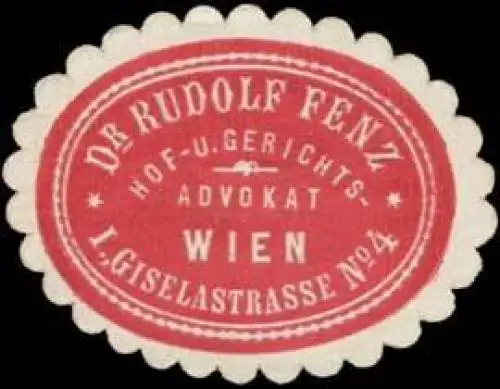 DR RUDOLF FENZ
HOF-U.GERICHTS-
ADVOKAT
WIEN
I., GISELASTRASSE No 4